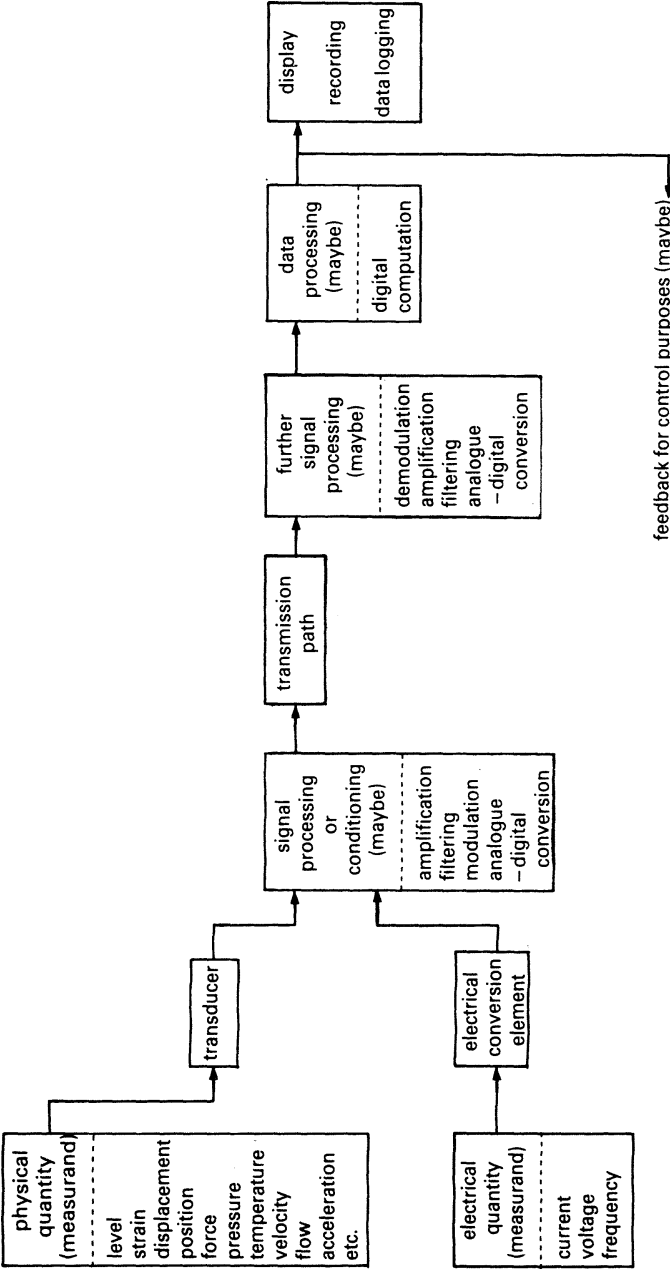 physical
quantity
(measurand)
level
strain
displacement
position
force
pressure
temperature
velocity
flow
acceleration
etc.
transducer
electrical
quantity
(measurand)
current
voltage
frequency
electrical
conversion
element
signal
processing
or
conditioning
(maybe)
amplification
filtering
modulation
analogue
–digital
conversion
transmission
path
further
signal
processing
(maybe)
demodulation
amplification
filtering
analogue
–digital
conversion
data
processing
(maybe)
digital
computation
display
recording
data logging
feedback for control purposes (maybe)